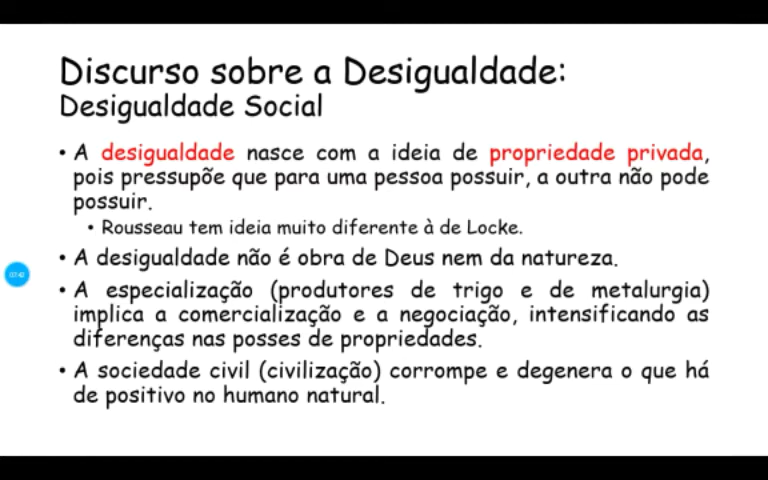 Discurso sobre a Desigualdade:
Desigualdade Social
• A desigualdade nasce com a ideia de propriedade privada,
pois pressupõe que para uma pessoa possuir, a outra não pode
possuir.
• Rousseau tem ideia muito diferente à de Locke.
• A desigualdade não é obra de Deus nem da natureza.
• A especialização (produtores de trigo e de metalurgia)
implica a comercialização e a negociação, intensificando as
diferenças nas posses de propriedades.
• A sociedade civil (civilização) corrompe e degenera o que há
de positivo no humano natural.